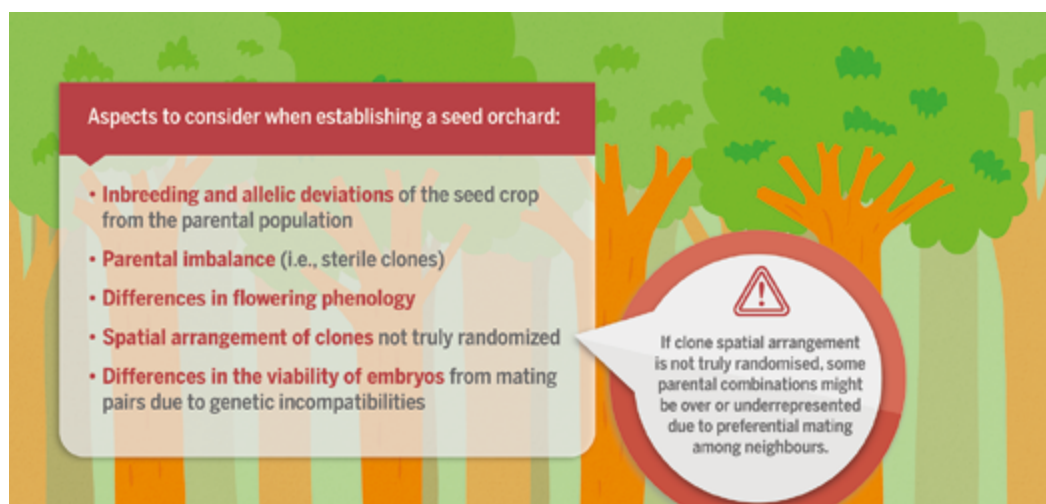 Aspects to consider when establishing a seed orchard:
• Inbreeding and allelic deviations of the seed crop
from the parental population
• Parental imbalance (i.e., sterile clones)
• Differences in flowering phenology
• Spatial arrangement of clones not truly randomized
• Differences in the viability of embryos from mating
pairs due to genetic incompatibilities
If clone spatial arrangement
is not truly randomised, some
parental combinations might
be over or underrepresented
due to preferential mating
among neighbours.